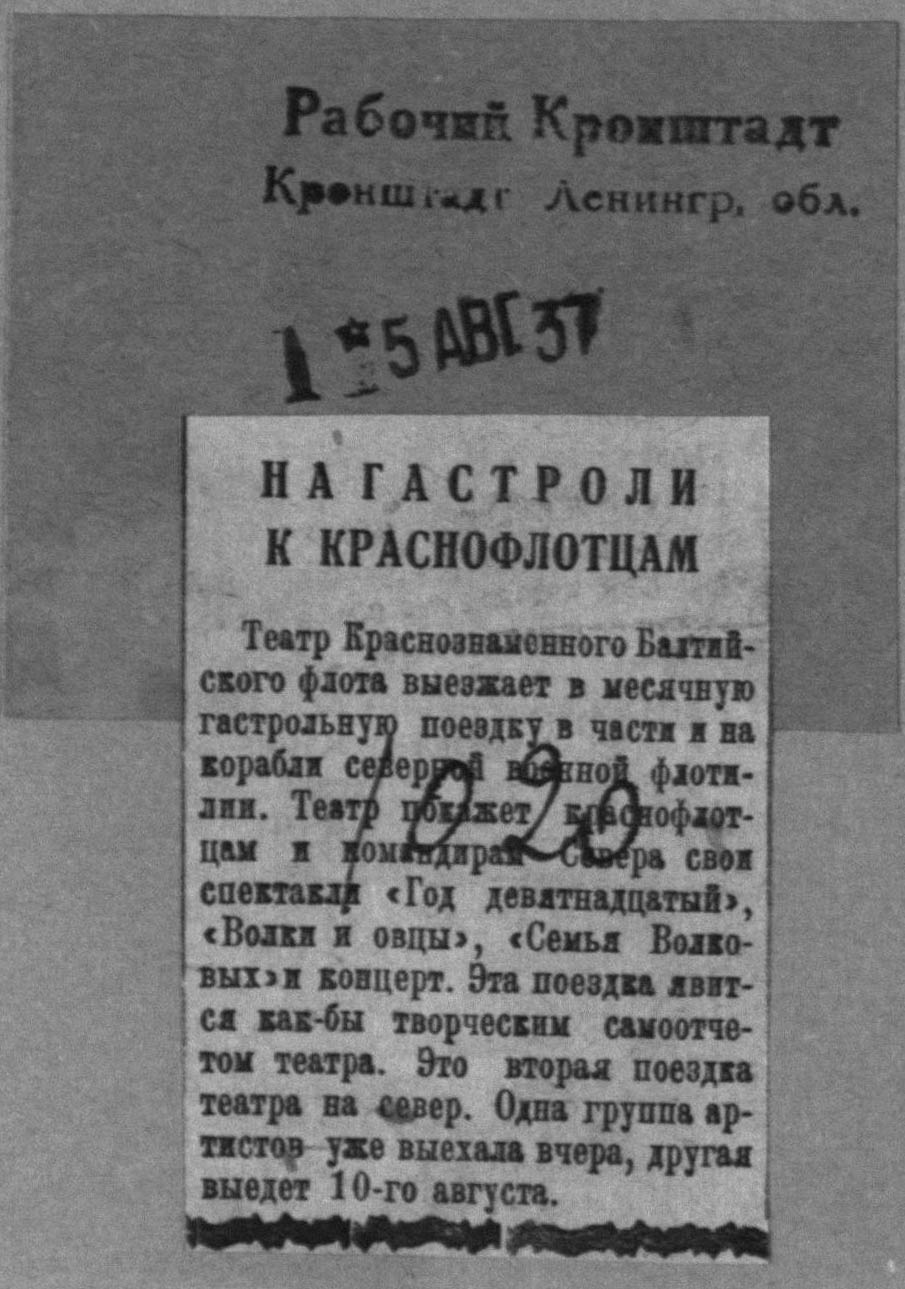 Рабочий Кронштадт
Кронштадт Ленингр. обл.
5 АВГ 37
НА ГАСТРОЛИ
К КРАСНОФЛОТЦАМ
Театр Краснознаменного Балтий-
ского флота выезжает в месячную
гастрольную поездку в части и на
корабли северной военной флоти-
лии. Театр покажет краснофлот-
цам и командирам Севера свои
спектакли «Год девятнадцатый»,
«Волки и овцы», «Семья Волко-
вых» и концерт. Эта поездка явит-
ся как-бы творческим самоотче-
том театра. Это вторая поездка
театра на север. Одна группа ар-
тистов уже выехала вчера, другая
выедет 10-го августа.